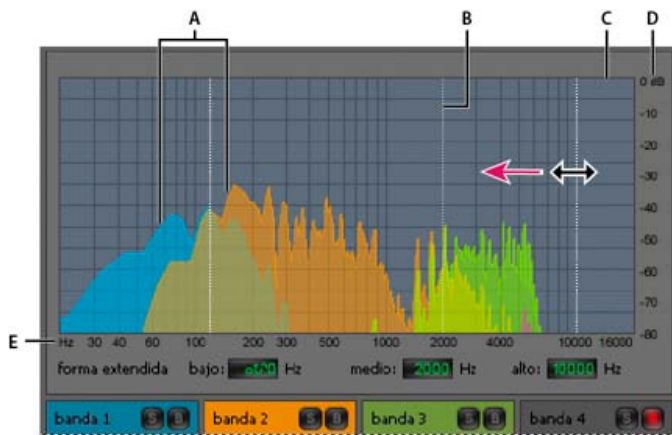 A B C D
0 dB
-10
-20
-30
-40
-50
-60
-70
-80
E
Hz 30 40 60 100 200 300 400 600 1000 2000 4000 10000 16000
forma extendida bajo: Hz medio: 2000 Hz alto: 10000 Hz
banda 1 S B banda 2 S B banda 3 S B banda 4 S